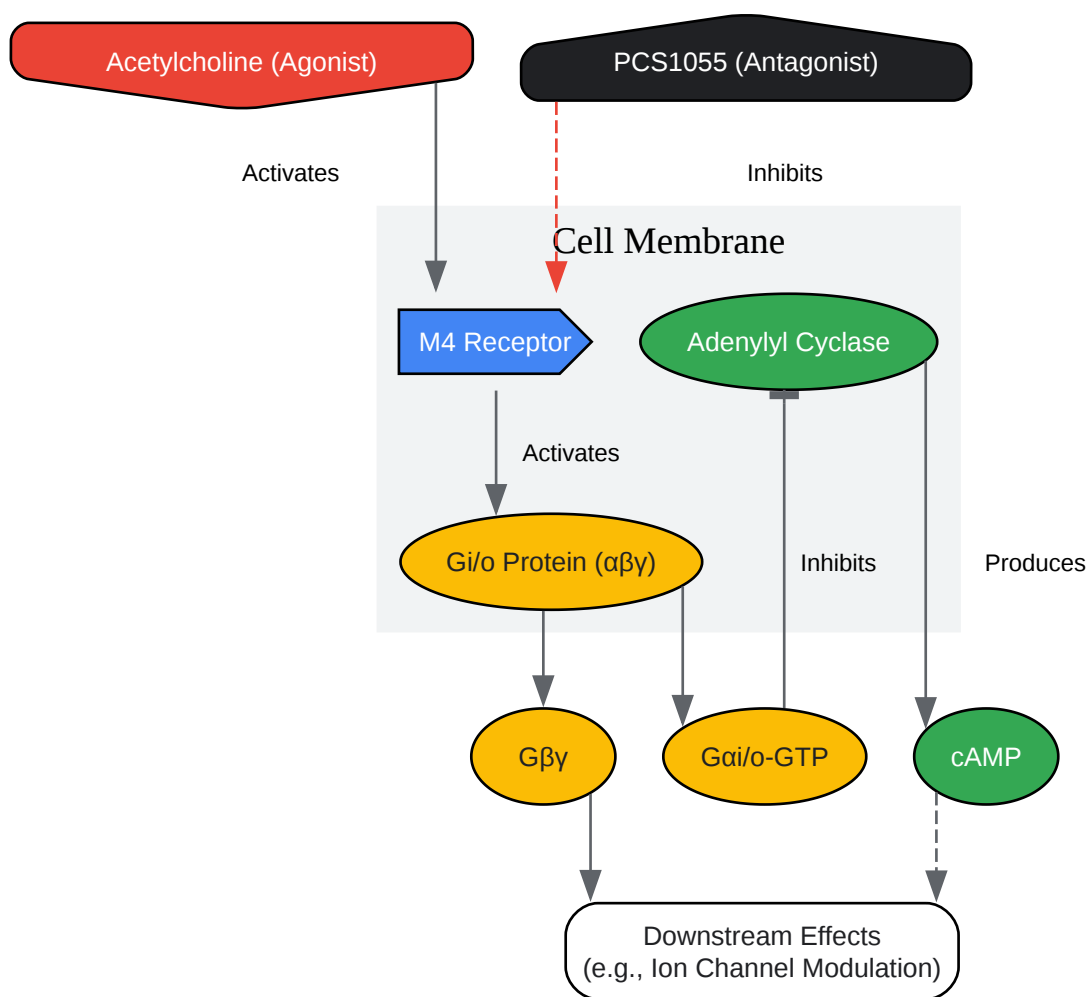 Acetylcholine (Agonist)
PCS1055 (Antagonist)
Activates
Inhibits
Cell Membrane
M4 Receptor
Adenylyl Cyclase
Activates
Gi/o Protein (αβγ)
Inhibits
Produces
Gβγ
Gαi/o-GTP
cAMP
Downstream Effects
(e.g., Ion Channel Modulation)